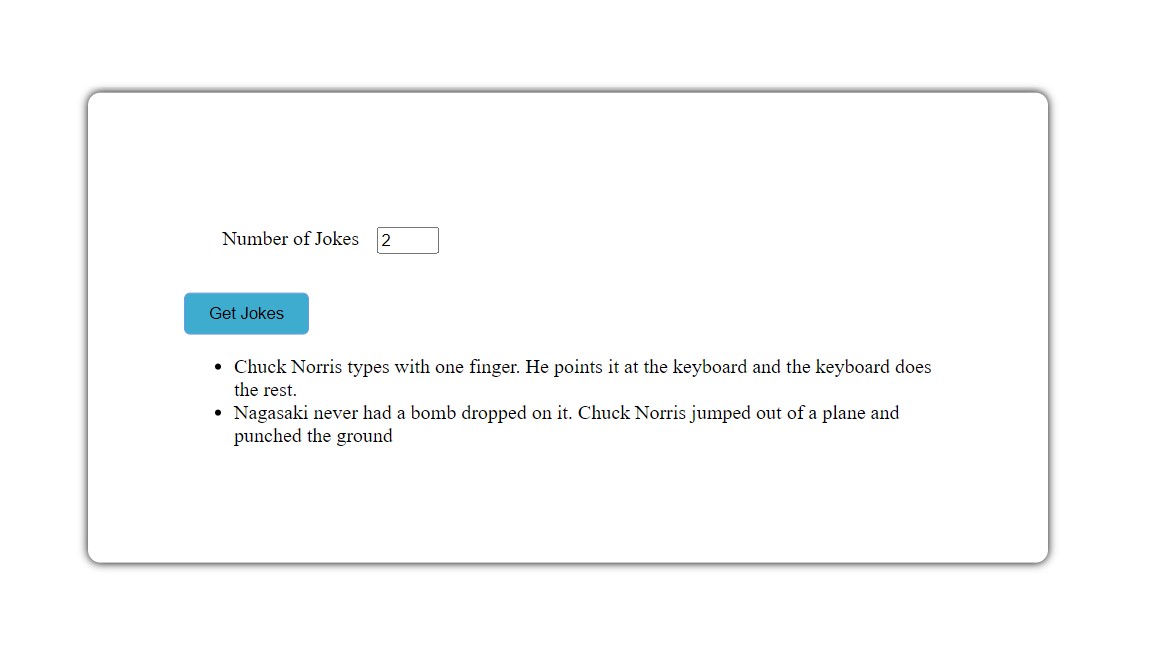 Number of Jokes 2
Get Jokes
Chuck Norris types with one finger. He points it at the keyboard and the keyboard does
the rest.
Nagasaki never had a bomb dropped on it. Chuck Norris jumped out of a plane and
punched the ground